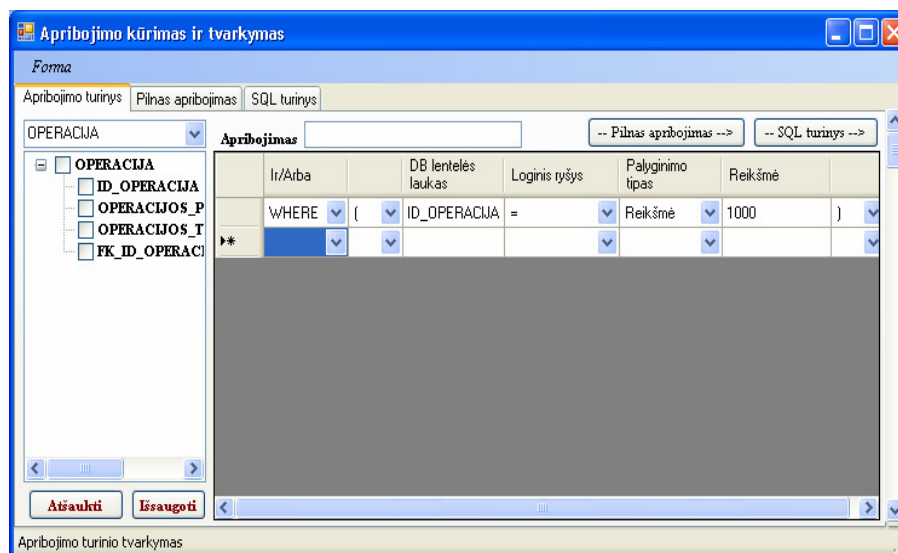 Apribojimo kūrimas ir tvarkymas
Forma
Apribojimo turinys Pilnas apribojimas SQL turinys
OPERACIJA Apribojimas -- Pilnas apribojimas --> -- SQL turinys -->
OPERACIJA
ID_OPERACIJA
OPERACIJOS_P
OPERACIJOS_T
FK_ID_OPERACI
Ir/Arba DB lentelės laukas Loginis ryšys Palyginimo tipas Reikšmė
WHERE ( ID_OPERACIJA = Reikšmė 1000 )
Atšaukti Išsaugoti
Apribojimo turinio tvarkymas